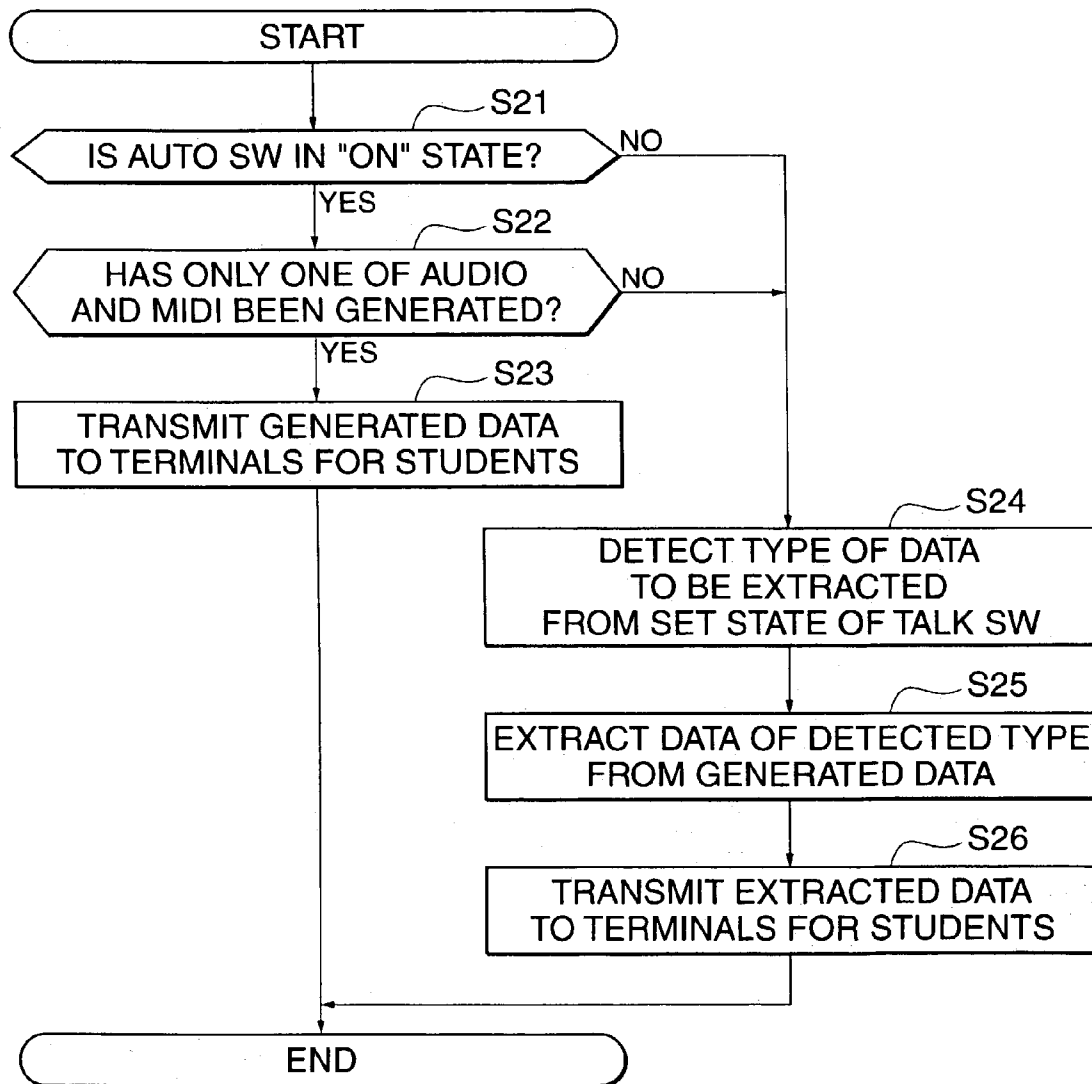 START
S21
IS AUTO SW IN "ON" STATE?
NO
YES
S22
HAS ONLY ONE OF AUDIO
AND MIDI BEEN GENERATED?
NO
YES
S23
TRANSMIT GENERATED DATA
TO TERMINALS FOR STUDENTS
S24
DETECT TYPE OF DATA
TO BE EXTRACTED
FROM SET STATE OF TALK SW
S25
EXTRACT DATA OF DETECTED TYPE
FROM GENERATED DATA
S26
TRANSMIT EXTRACTED DATA
TO TERMINALS FOR STUDENTS
END